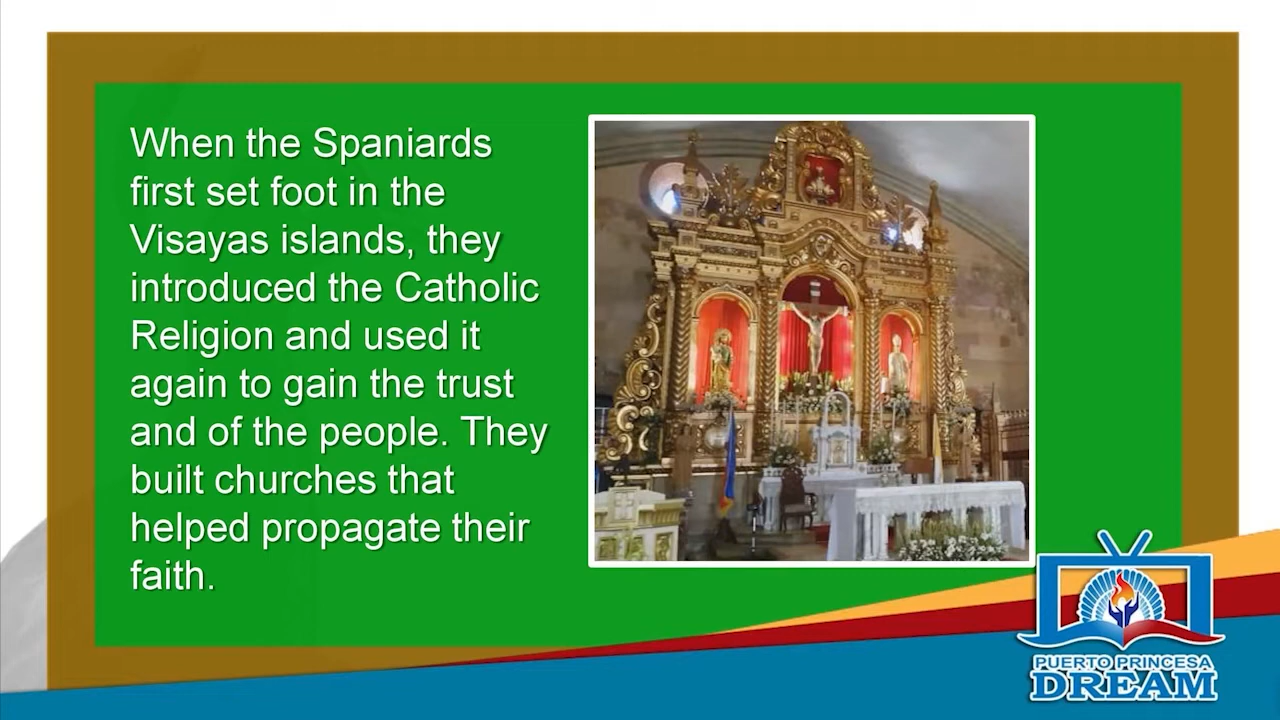 When the Spaniards
first set foot in the
Visayas islands, they
introduced the Catholic
Religion and used it
again to gain the trust
and of the people. They
built churches that
helped propagate their
faith.
PUERTO PRINCESA
DREAM